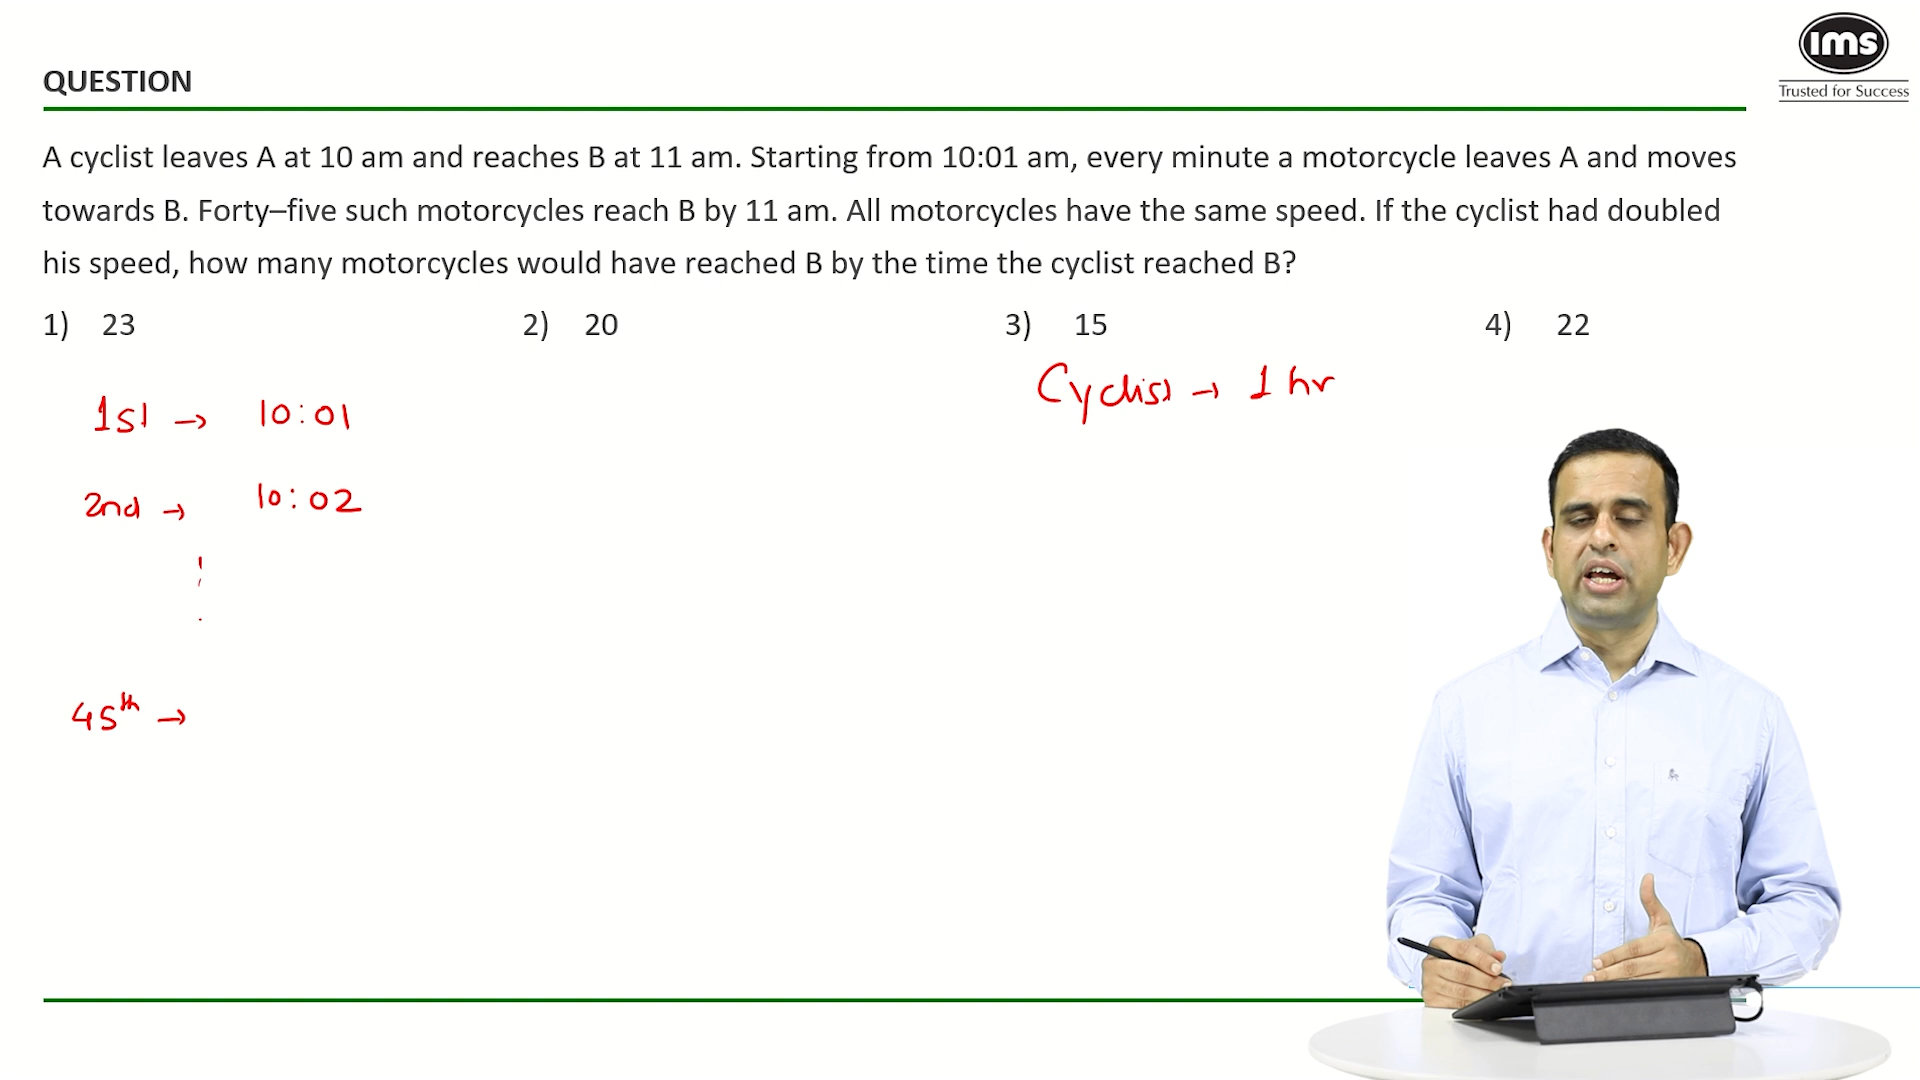 ims
Trusted for Success
QUESTION
A cyclist leaves A at 10 am and reaches B at 11 am. Starting from 10:01 am, every minute a motorcycle leaves A and moves
towards B. Forty–five such motorcycles reach B by 11 am. All motorcycles have the same speed. If the cyclist had doubled
his speed, how many motorcycles would have reached B by the time the cyclist reached B?
1) 23 2) 20 3) 15 4) 22
Cyclist → 1 hr
1st → 10:01
2nd → 10:02
45th →